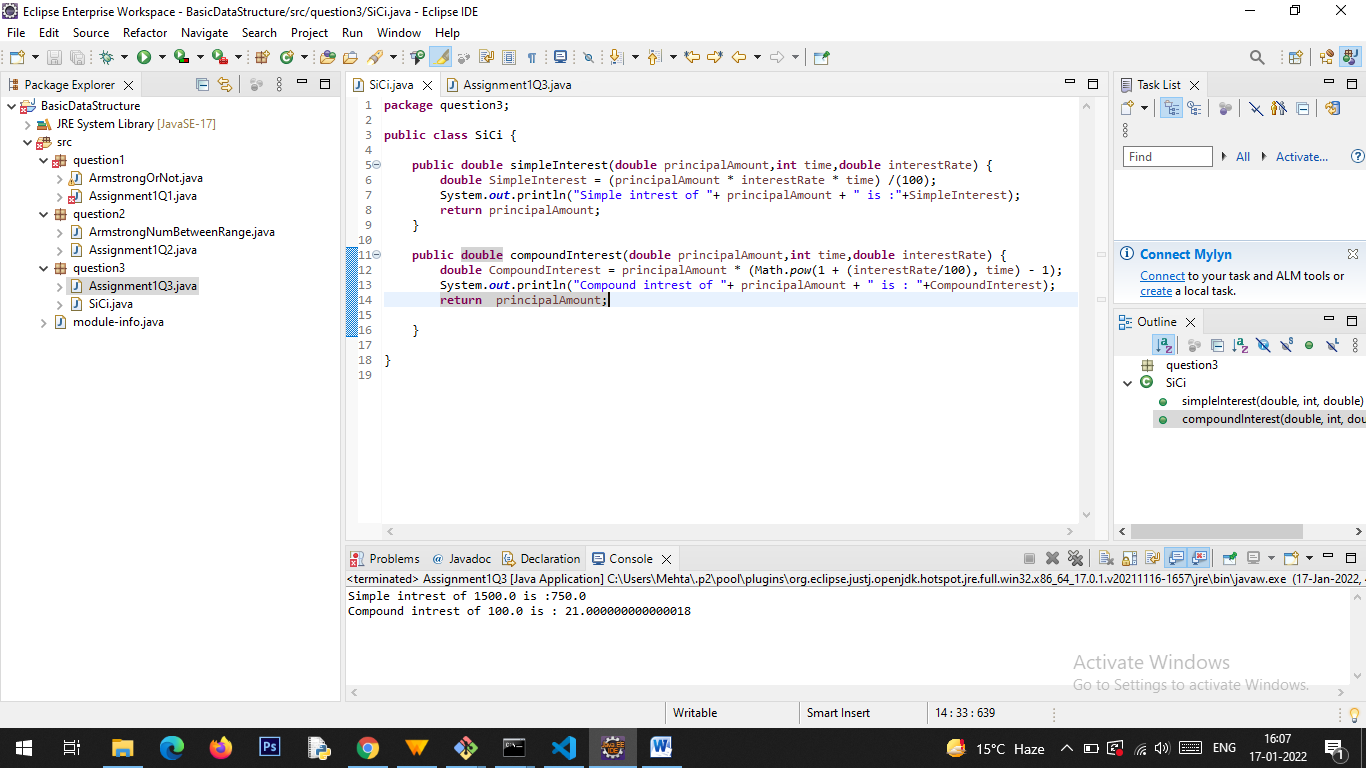 Eclipse Enterprise Workspace - BasicDataStructure/src/question3/SiCi.java - Eclipse IDE
File Edit Source Refactor Navigate Search Project Run Window Help
Package Explorer
BasicDataStructure
JRE System Library [JavaSE-17]
src
question1
ArmstrongOrNot.java
Assignment1Q1.java
question2
ArmstrongNumBetweenRange.java
Assignment1Q2.java
question3
Assignment1Q3.java
SiCi.java
module-info.java
SiCi.java Assignment1Q3.java
1 package question3;
2
3 public class SiCi {
4
5 public double simpleInterest(double principalAmount,int time,double interestRate) {
6 double SimpleInterest = (principalAmount * interestRate * time) /(100);
7 System.out.println("Simple intrest of "+ principalAmount + " is :"+SimpleInterest);
8 return principalAmount;
9 }
10
11 public double compoundInterest(double principalAmount,int time,double interestRate) {
12 double CompoundInterest = principalAmount * (Math.pow(1 + (interestRate/100), time) - 1);
13 System.out.println("Compound intrest of "+ principalAmount + " is : "+CompoundInterest);
14 return  principalAmount;
15
16 }
17
18 }
19
Task List
Find All Activate...
Connect Mylyn
Connect to your task and ALM tools or
create a local task.
Outline
question3
SiCi
simpleInterest(double, int, double)
compoundInterest(double, int, dou
Problems Javadoc Declaration Console
<terminated> Assignment1Q3 [Java Application] C:\Users\Mehta\.p2\pool\plugins\org.eclipse.justj.openjdk.hotspot.jre.full.win32.x86_64_17.0.1.v20211116-1657\jre\bin\javaw.exe (17-Jan-2022,
Simple intrest of 1500.0 is :750.0
Compound intrest of 100.0 is : 21.000000000000018
Activate Windows
Go to Settings to activate Windows.
Writable Smart Insert 14 : 33 : 639
15°C Haze ENG 16:07
17-01-2022